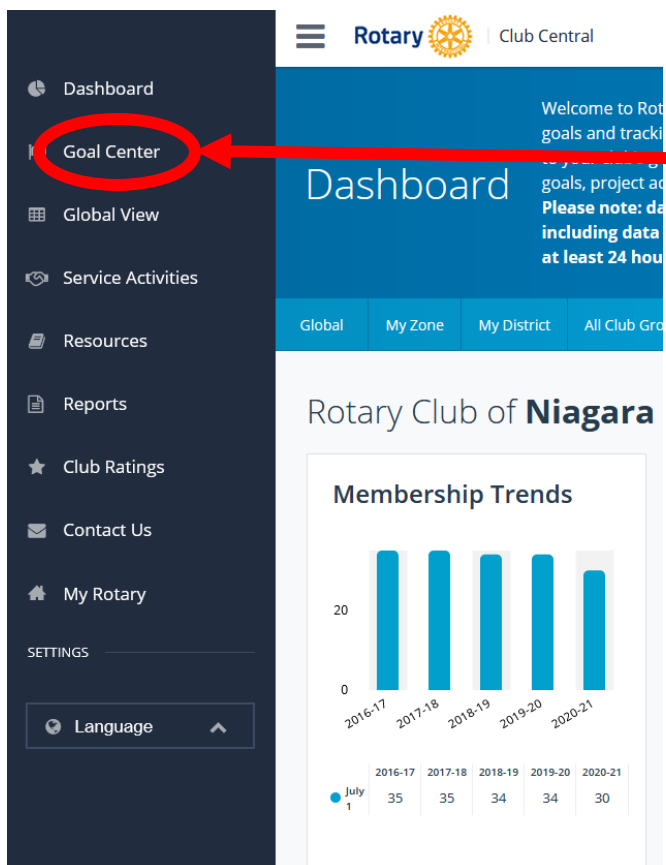 Rotary
Club Central
Dashboard
Goal Center
Global View
Service Activities
Resources
Reports
Club Ratings
Contact Us
My Rotary
SETTINGS
Language
Dashboard
Welcome to Rot
goals and tracki
goals, project ac
Please note: da
including data
at least 24 hou
Global My Zone My District All Club Gro
Rotary Club of Niagara
Membership Trends
20
0
2016-17 2017-18 2018-19 2019-20 2020-21
2016-17 2017-18 2018-19 2019-20 2020-21
July 1 35 35 34 34 30